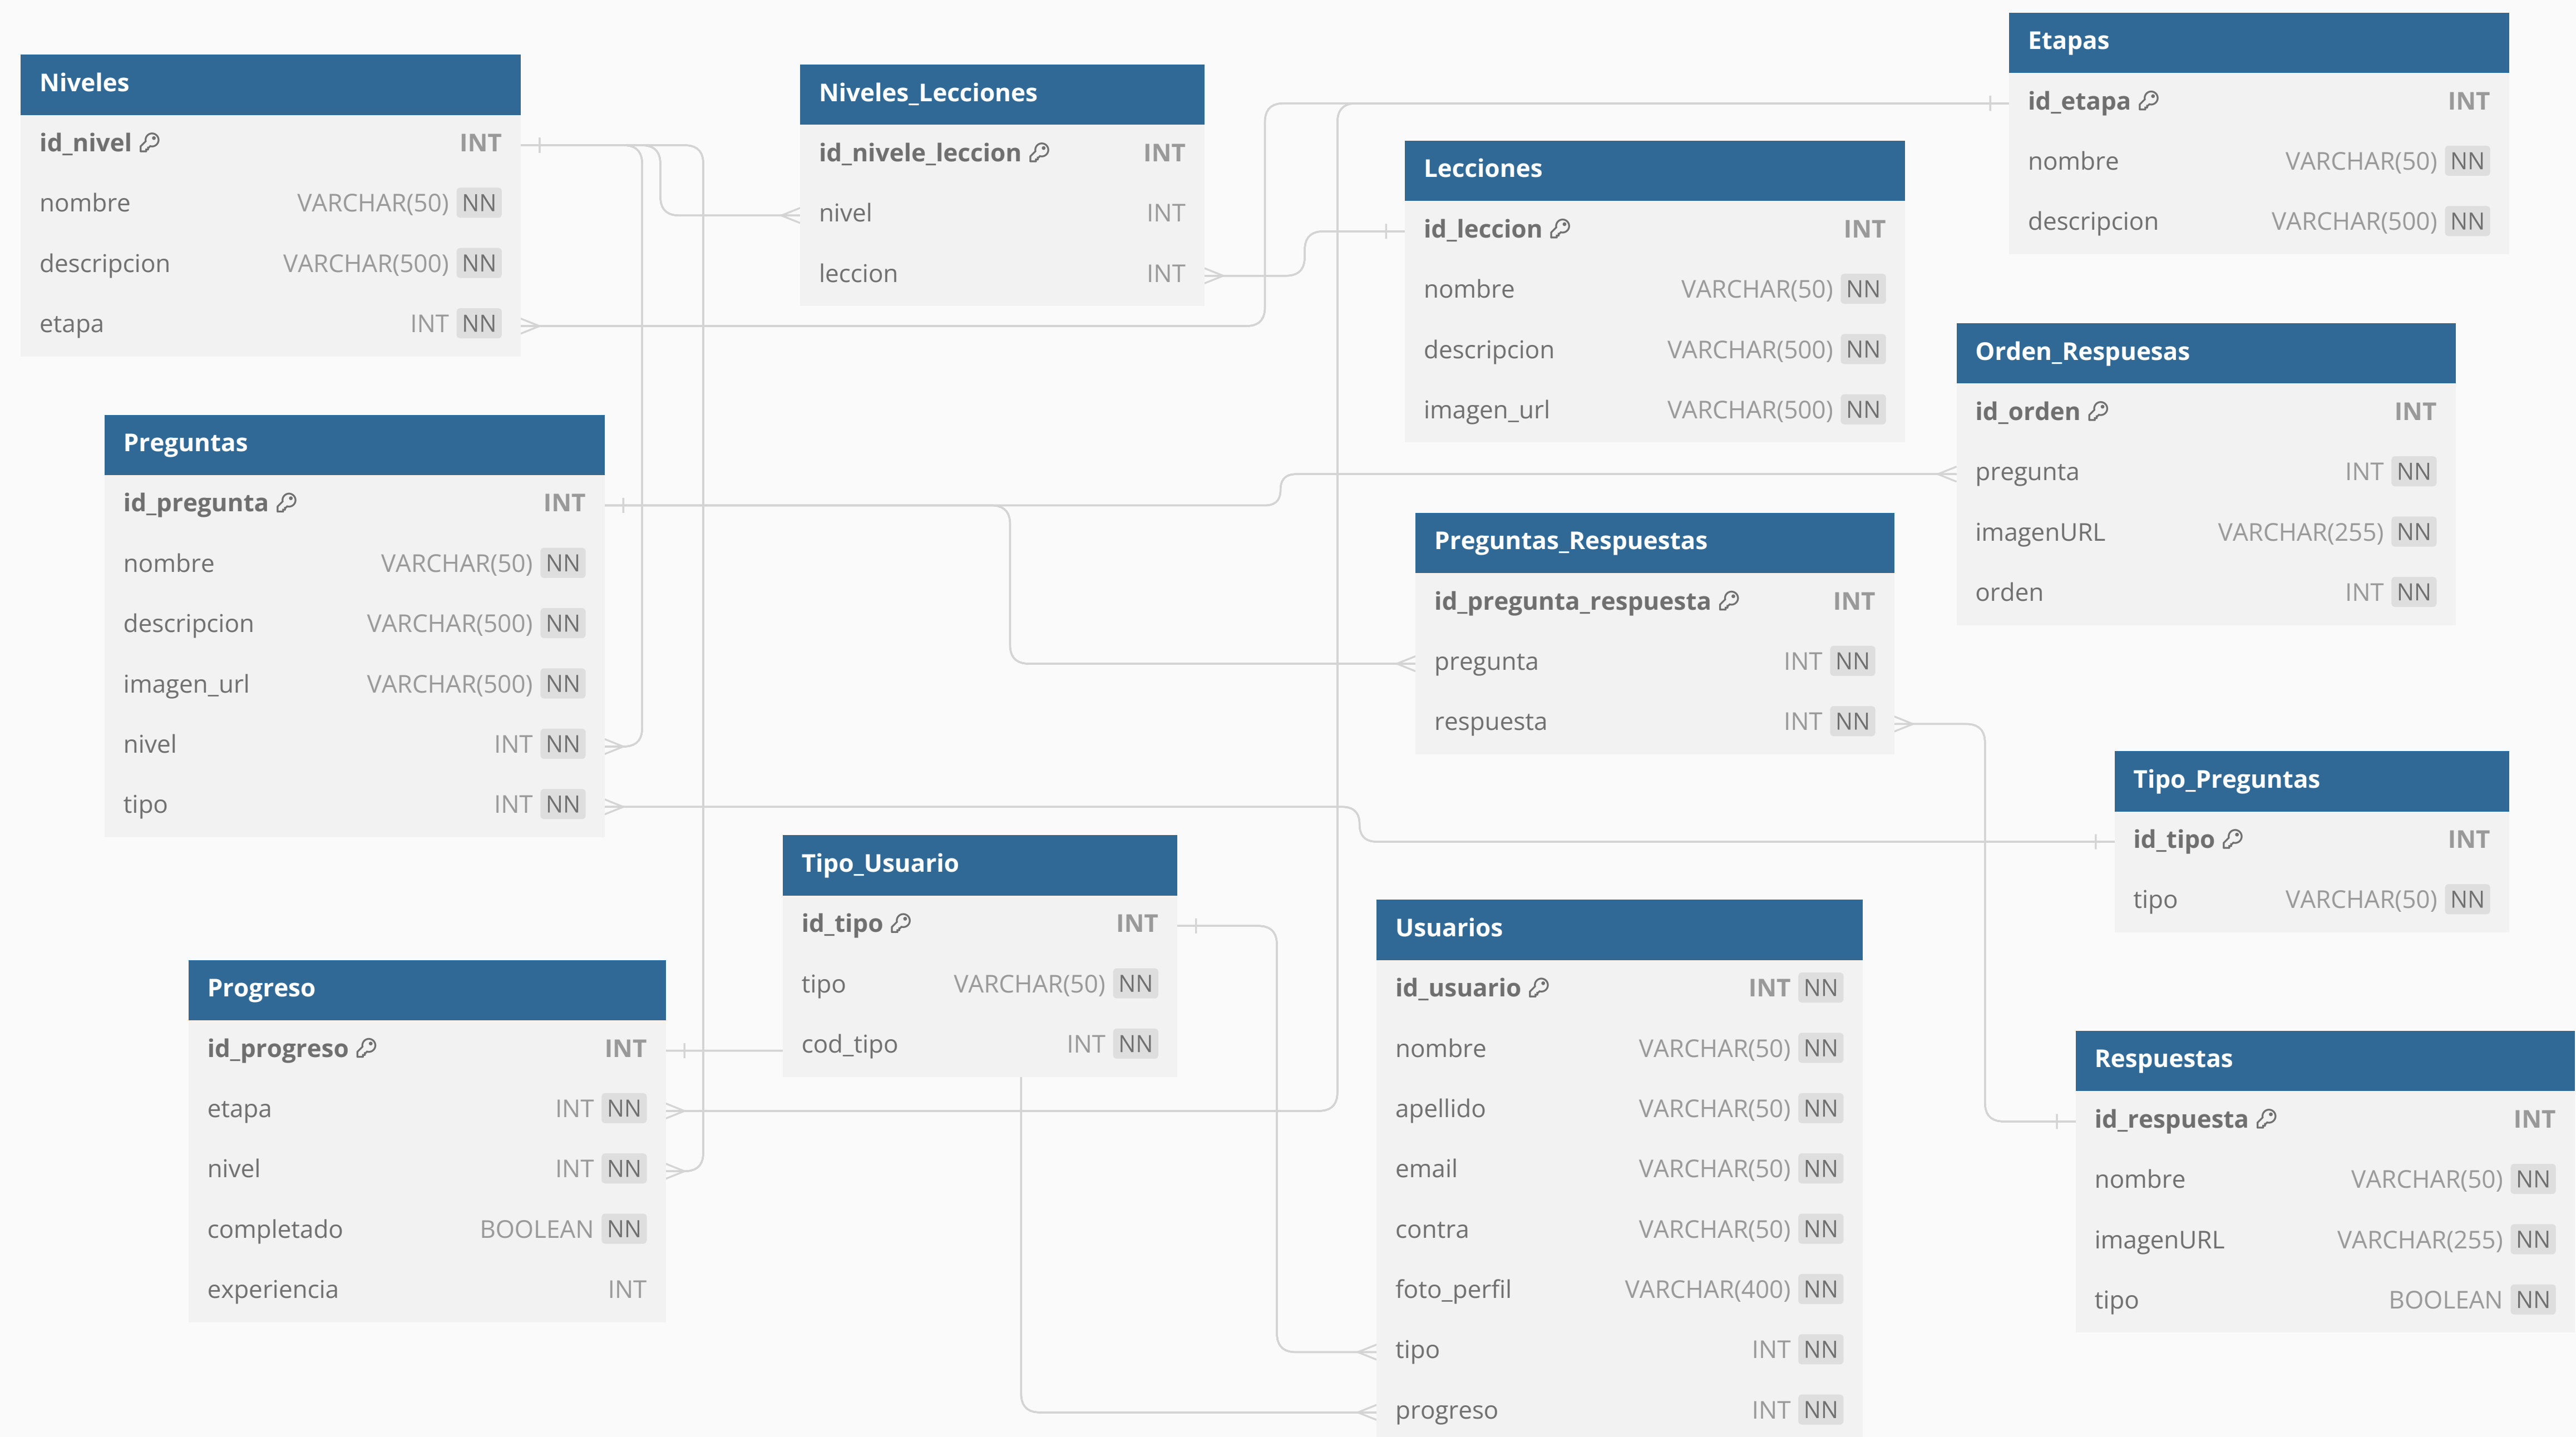 Niveles
id_nivel INT
nombre VARCHAR(50) NN
descripcion VARCHAR(500) NN
etapa INT NN
Niveles_Lecciones
id_nivele_leccion INT
nivel INT
leccion INT
Etapas
id_etapa INT
nombre VARCHAR(50) NN
descripcion VARCHAR(500) NN
Lecciones
id_leccion INT
nombre VARCHAR(50) NN
descripcion VARCHAR(500) NN
imagen_url VARCHAR(500) NN
Orden_Respuesas
id_orden INT
pregunta INT NN
imagenURL VARCHAR(255) NN
orden INT NN
Preguntas
id_pregunta INT
nombre VARCHAR(50) NN
descripcion VARCHAR(500) NN
imagen_url VARCHAR(500) NN
nivel INT NN
tipo INT NN
Preguntas_Respuestas
id_pregunta_respuesta INT
pregunta INT NN
respuesta INT NN
Tipo_Preguntas
id_tipo INT
tipo VARCHAR(50) NN
Tipo_Usuario
id_tipo INT
tipo VARCHAR(50) NN
cod_tipo INT NN
Usuarios
id_usuario INT NN
nombre VARCHAR(50) NN
apellido VARCHAR(50) NN
email VARCHAR(50) NN
contra VARCHAR(50) NN
foto_perfil VARCHAR(400) NN
tipo INT NN
progreso INT NN
Progreso
id_progreso INT
etapa INT NN
nivel INT NN
completado BOOLEAN NN
experiencia INT
Respuestas
id_respuesta INT
nombre VARCHAR(50) NN
imagenURL VARCHAR(255) NN
tipo BOOLEAN NN